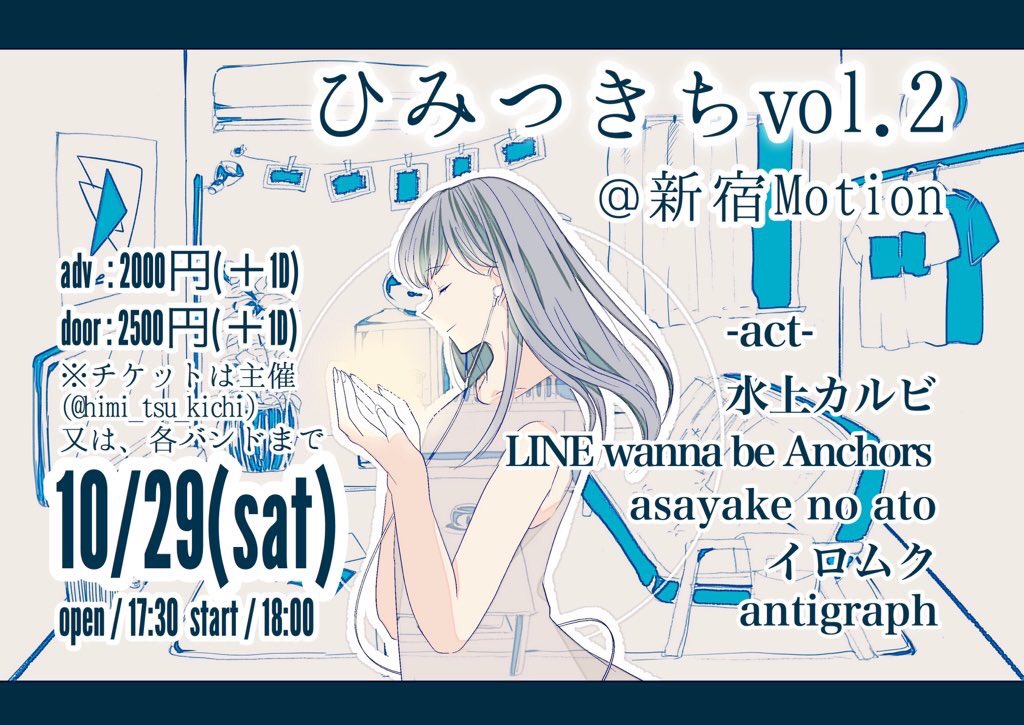 ひみつきちvol.2
@新宿Motion
adv : 2000円(+1D)
door : 2500円(+1D)
※チケットは主催
(@himi_tsu_kichi)
又は、各バンドまで
10/29(sat)
open / 17:30 start / 18:00
-act-
水上カルビ
LINE wanna be Anchors
asayake no ato
イロムク
antigraph